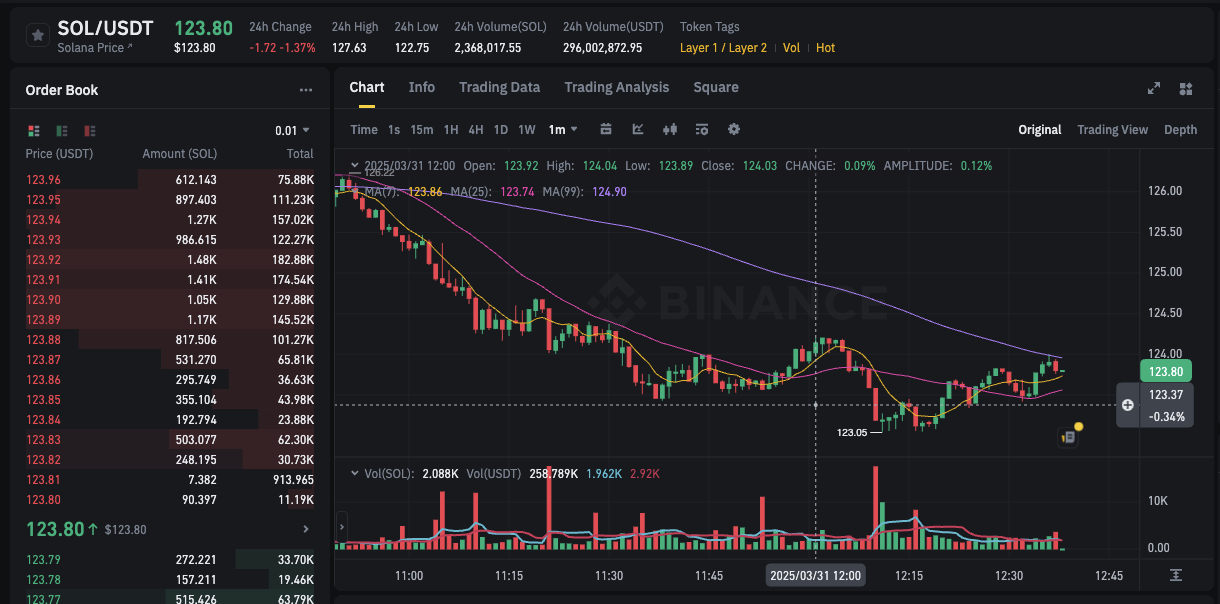 SOL/USDT
Solana Price
123.80
$123.80
24h Change
-1.72 -1.37%
24h High
127.63
24h Low
122.75
24h Volume(SOL)
2,368,017.55
24h Volume(USDT)
296,002,872.95
Token Tags
Layer 1 / Layer 2 Vol Hot
Order Book
0.01
Price (USDT) Amount (SOL) Total
123.96 612.143 75.88K
123.95 897.403 111.23K
123.94 1.27K 157.02K
123.93 986.615 122.27K
123.92 1.48K 182.88K
123.91 1.41K 174.54K
123.90 1.05K 129.88K
123.89 1.17K 145.52K
123.88 817.506 101.27K
123.87 531.270 65.81K
123.86 295.749 36.63K
123.85 355.104 43.98K
123.84 192.794 23.88K
123.83 503.077 62.30K
123.82 248.195 30.73K
123.81 7.382 913.965
123.80 90.397 11.19K
123.80 $123.80
123.79 272.221 33.70K
123.78 157.211 19.46K
123.77 515.426 63.79K
Chart Info Trading Data Trading Analysis Square
Time 1s 15m 1H 4H 1D 1W 1m
Original Trading View Depth
2025/03/31 12:00 Open: 123.92 High: 124.04 Low: 123.89 Close: 124.03 CHANGE: 0.09% AMPLITUDE: 0.12%
126.22
MA(7): 123.86 MA(25): 123.74 MA(99): 124.90
BINANCE
123.05
126.00
125.50
125.00
124.50
124.00
123.80
123.37
-0.34%
Vol(SOL): 2.088K Vol(USDT) 258.789K 1.962K 2.92K
10K
0.00
11:00 11:15 11:30 11:45 2025/03/31 12:00 12:15 12:30 12:45